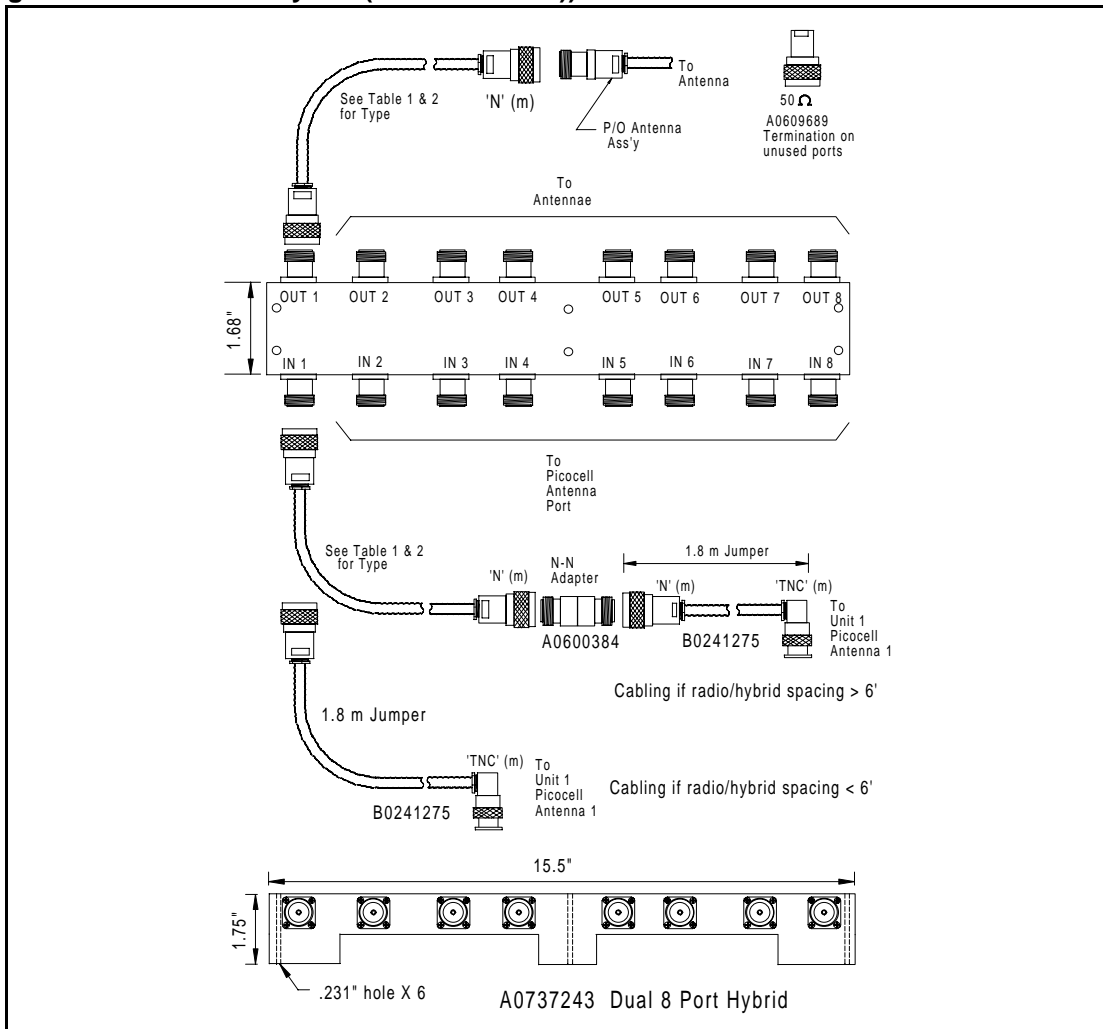 To
Antenna
See Table 1 & 2
for Type
'N' (m)
P/O Antenna
Ass'y
50 Ω
A0609689
Termination on
unused ports
To
Antennae
OUT 1 OUT 2 OUT 3 OUT 4 OUT 5 OUT 6 OUT 7 OUT 8
1.68"
IN 1 IN 2 IN 3 IN 4 IN 5 IN 6 IN 7 IN 8
To
Picocell
Antenna
Port
See Table 1 & 2
for Type
'N' (m)
N-N
Adapter
A0600384
1.8 m Jumper
'N' (m)
B0241275
'TNC' (m)
To
Unit 1
Picocell
Antenna 1
Cabling if radio/hybrid spacing > 6'
1.8 m Jumper
'TNC' (m)
B0241275
To
Unit 1
Picocell
Antenna 1
Cabling if radio/hybrid spacing < 6'
15.5"
1.75"
.231" hole X 6
A0737243 Dual 8 Port Hybrid